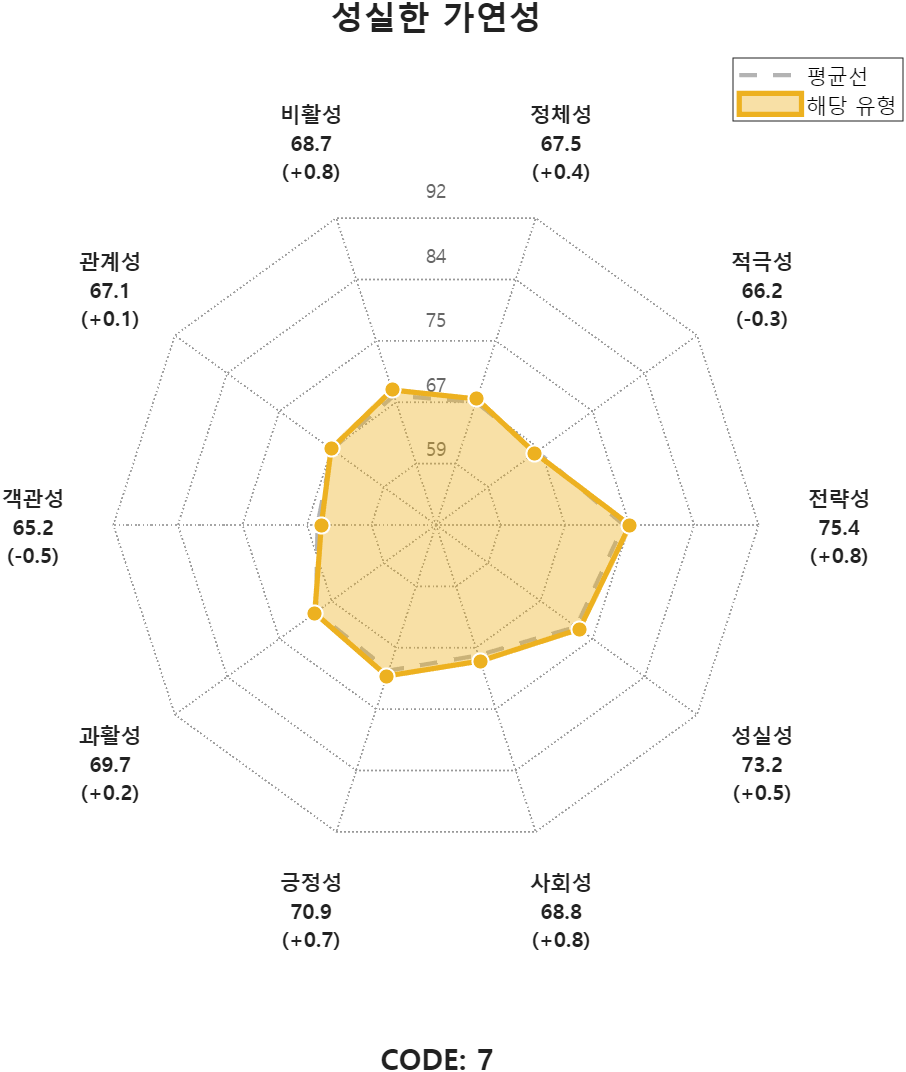 성실한 가연성
평균선
해당 유형
비활성
68.7
(+0.8)
정체성
67.5
(+0.4)
92
84
75
67
59
관계성
67.1
(+0.1)
적극성
66.2
(-0.3)
객관성
65.2
(-0.5)
전략성
75.4
(+0.8)
과활성
69.7
(+0.2)
성실성
73.2
(+0.5)
긍정성
70.9
(+0.7)
사회성
68.8
(+0.8)
CODE: 7